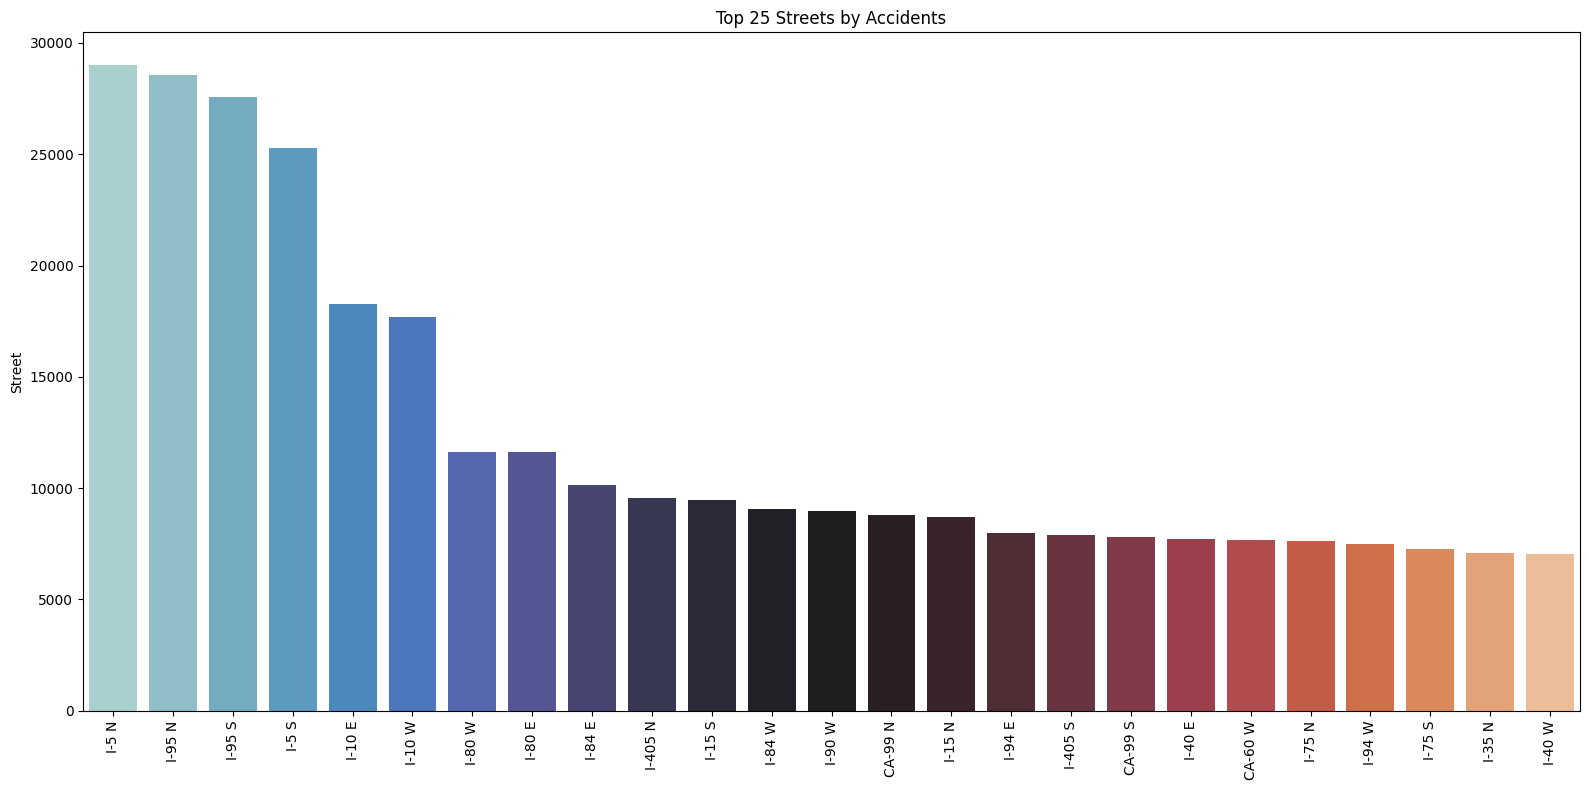 Top 25 Streets by Accidents
30000
25000
20000
15000
10000
5000
0
Street
I-5 N
I-95 N
I-95 S
I-5 S
I-10 E
I-10 W
I-80 W
I-80 E
I-84 E
I-405 N
I-15 S
I-84 W
I-90 W
CA-99 N
I-15 N
I-94 E
I-405 S
CA-99 S
I-40 E
CA-60 W
I-75 N
I-94 W
I-75 S
I-35 N
I-40 W